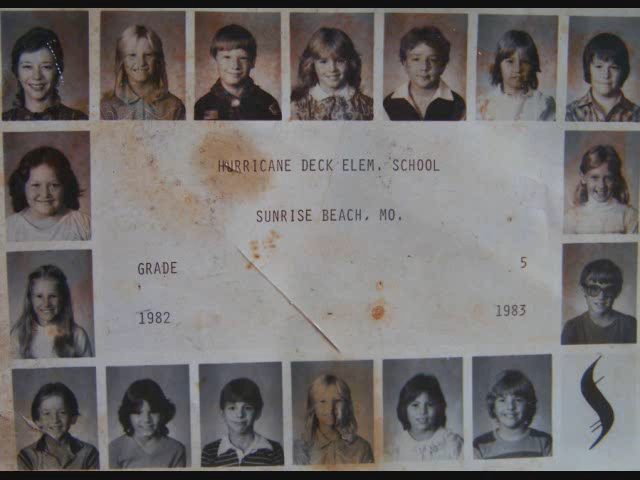 HURRICANE DECK ELEM. SCHOOL
SUNRISE BEACH, MO.
GRADE 5
1982 1983